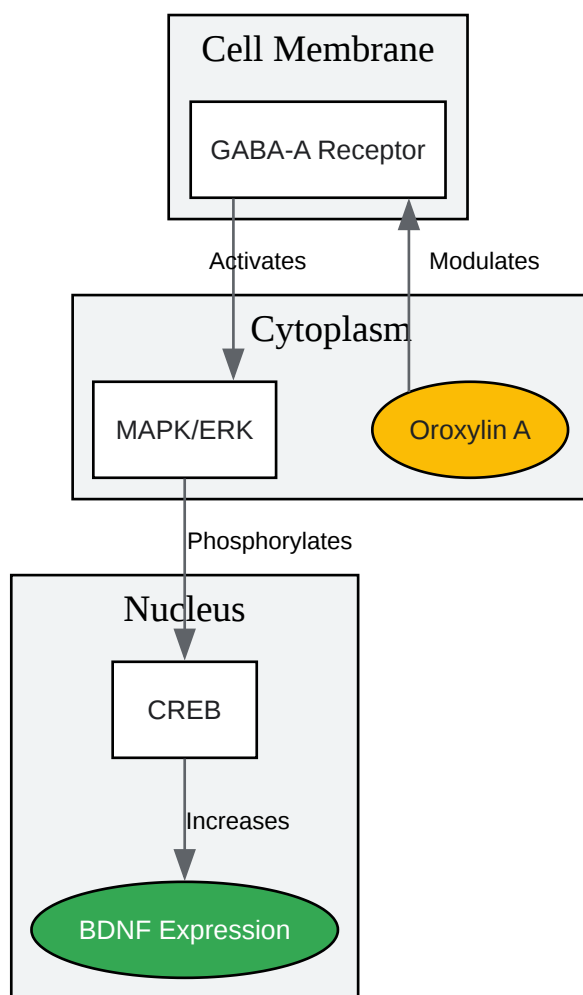 Cell Membrane
GABA-A Receptor
Activates
Modulates
Cytoplasm
MAPK/ERK
Oroxylin A
Phosphorylates
Nucleus
CREB
Increases
BDNF Expression